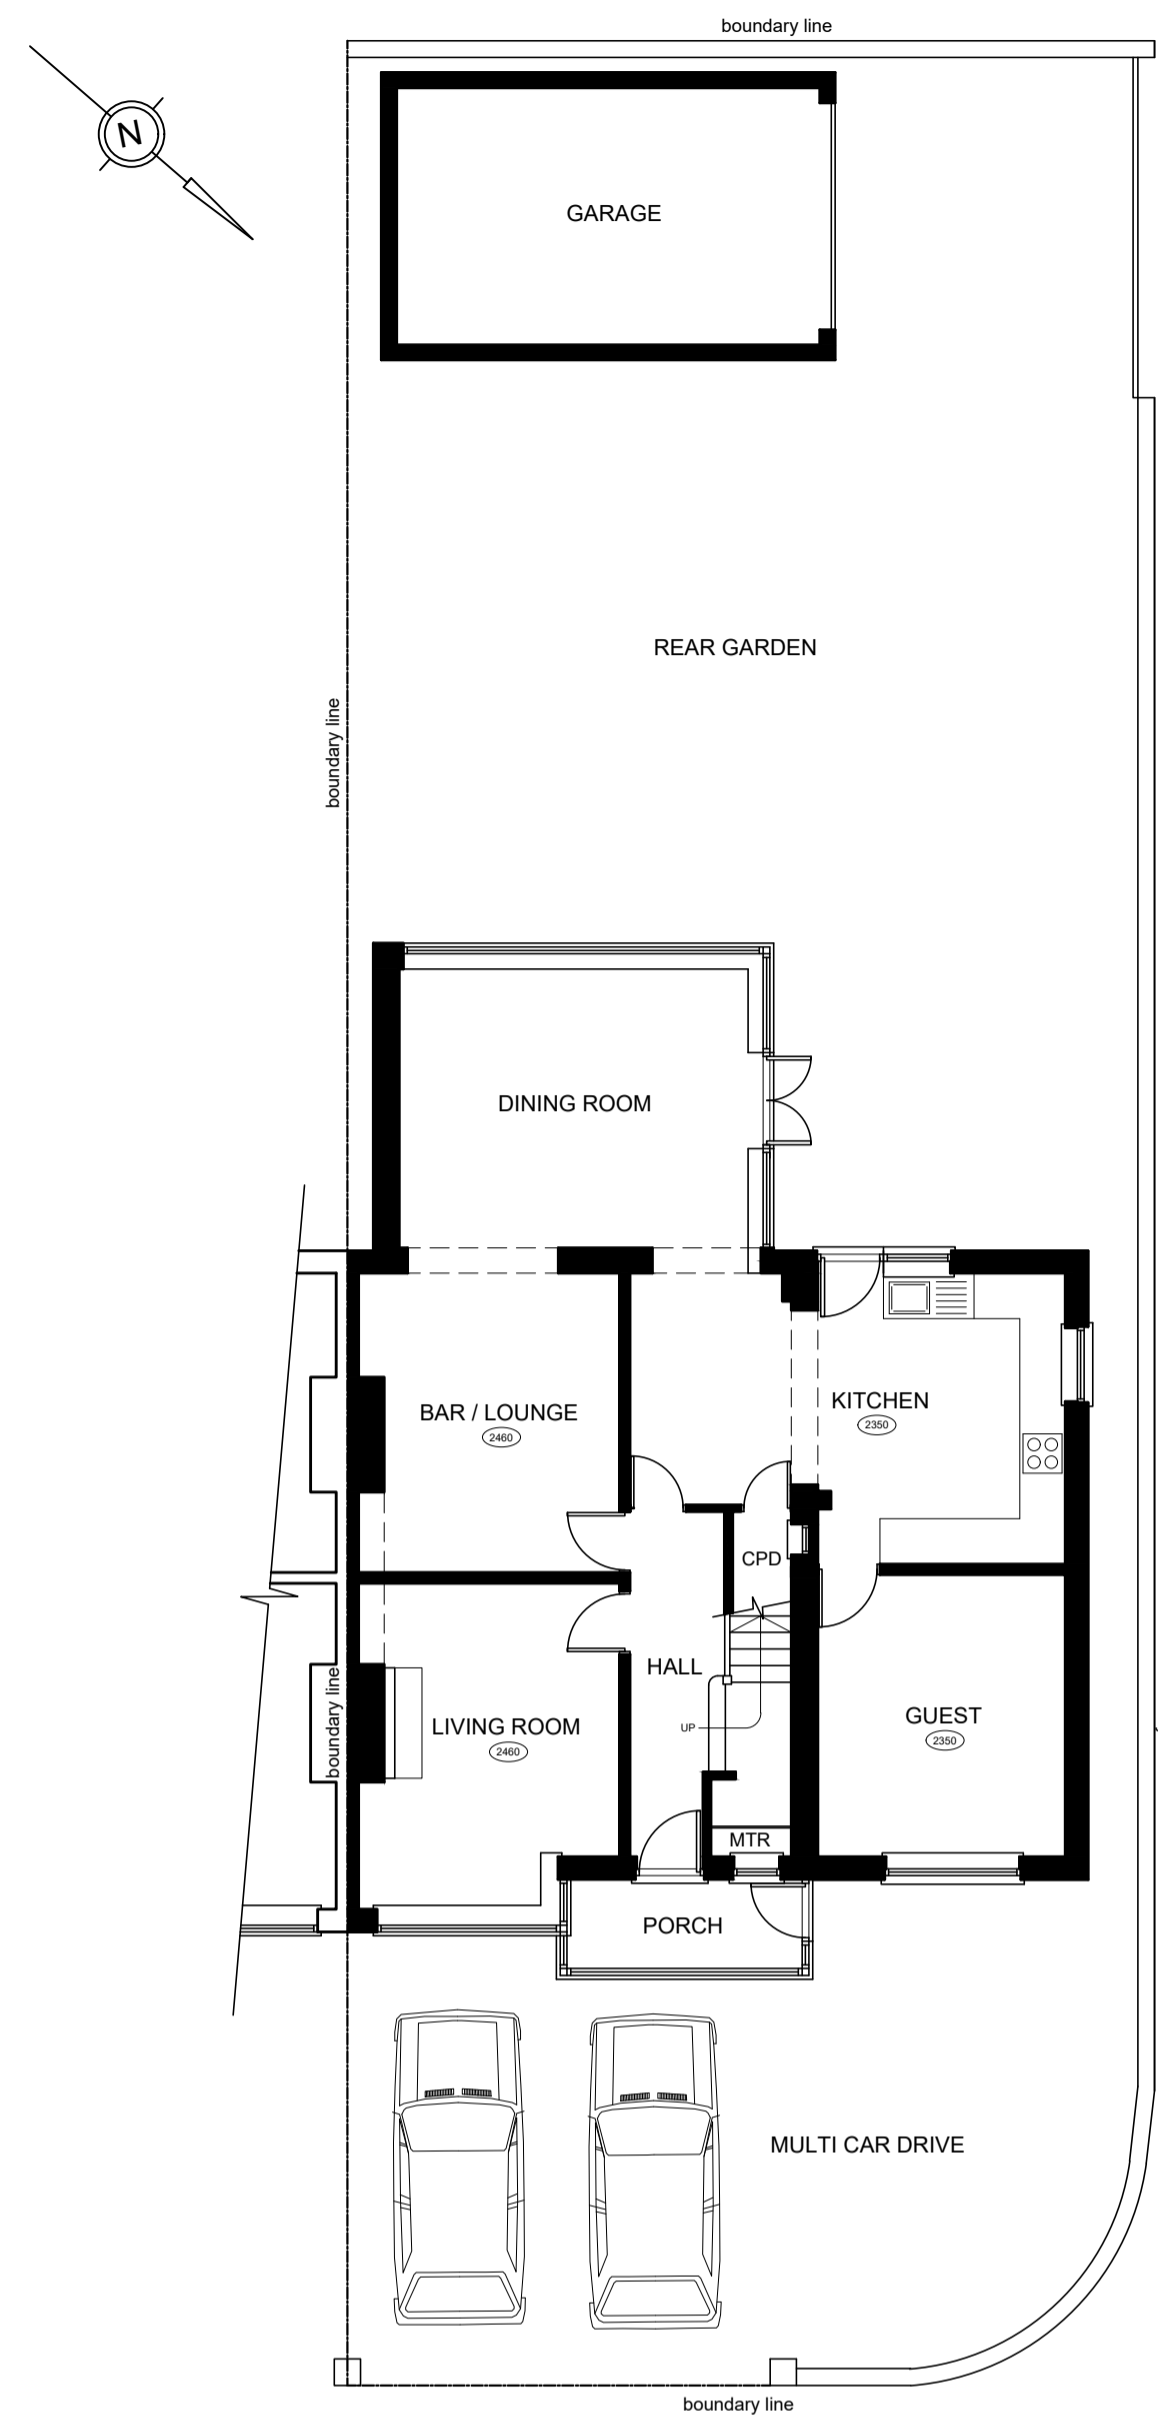 boundary line
N
GARAGE
REAR GARDEN
boundary line
DINING ROOM
BAR / LOUNGE
2460
KITCHEN
2350
CPD
HALL
UP
LIVING ROOM
2460
GUEST
2350
boundary line
MTR
PORCH
MULTI CAR DRIVE
boundary line